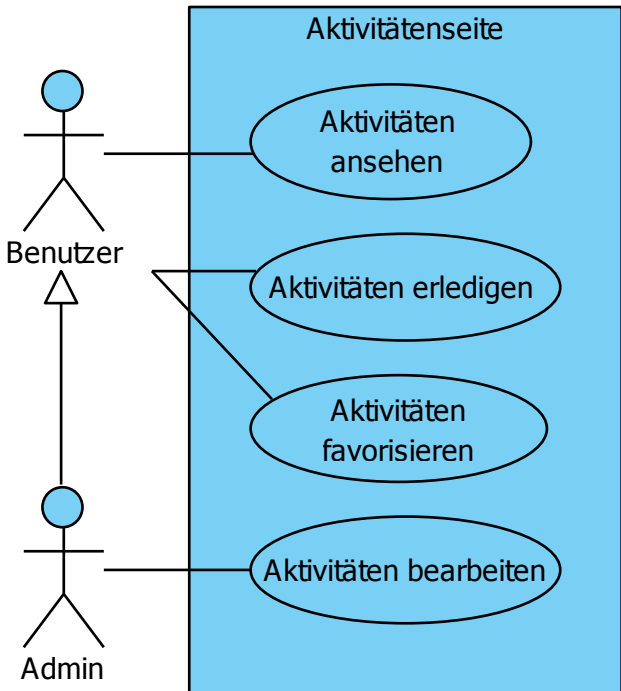 Aktivitätenseite
Aktivitäten
ansehen
Benutzer
Aktivitäten erledigen
Aktivitäten
favorisieren
Aktivitäten bearbeiten
Admin